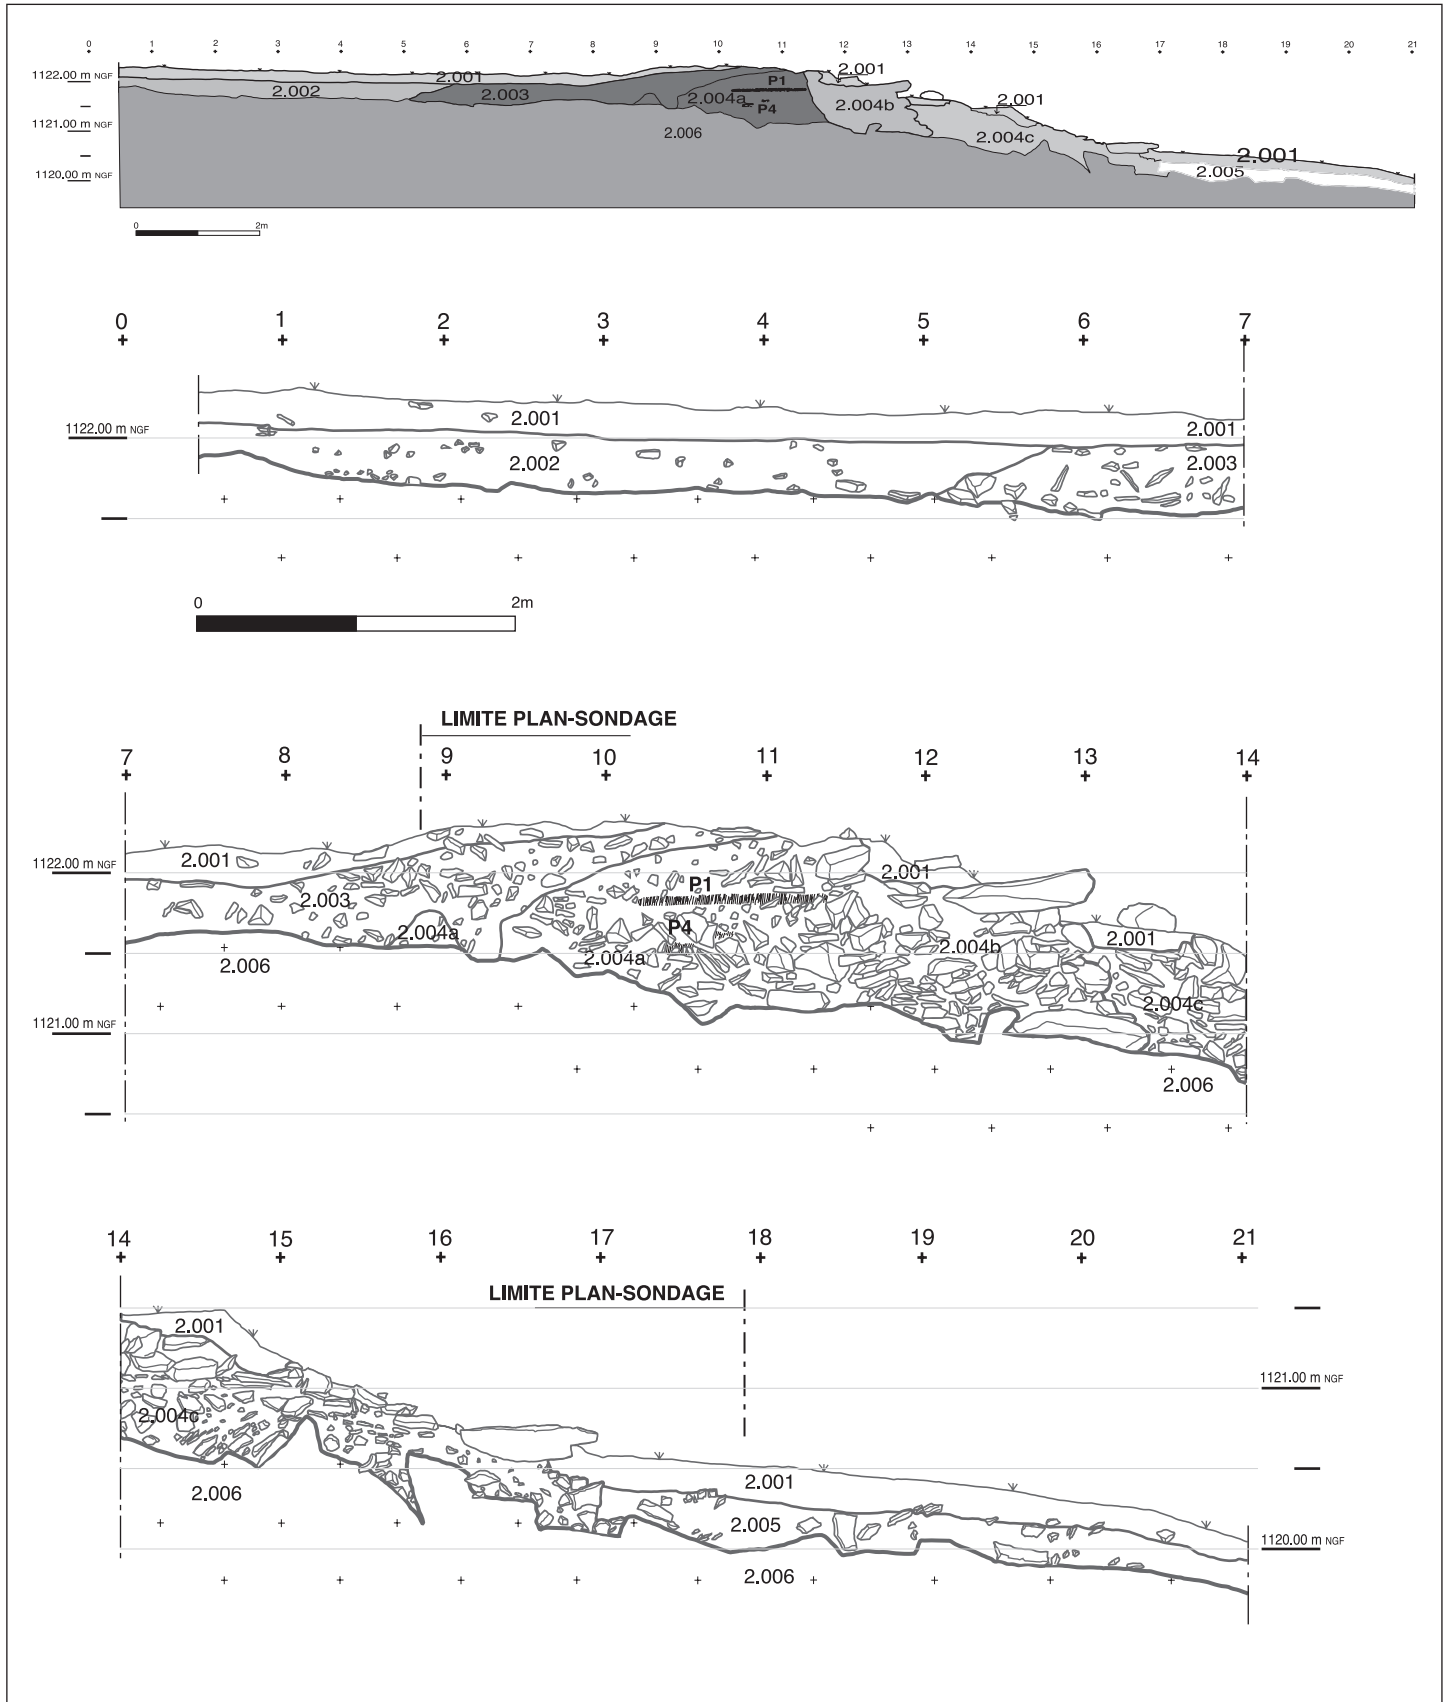 0 1 2 3 4 5 6 7 8 9 10 11 12 13 14 15 16 17 18 19 20 21
1122.00 m NGF
2.001
P1
2.001
2.002
2.003
2.004a
P4
2.004b
2.001
1121.00 m NGF
2.006
2.004c
2.001
2.005
1120.00 m NGF
0 2m
0 1 2 3 4 5 6 7
2.001
1122.00 m NGF
2.001
2.002
2.003
0 2m
LIMITE PLAN-SONDAGE
7 8 9 10 11 12 13 14
1122.00 m NGF
2.001
2.001
P1
2.003
P4
2.004a
2.004b
2.001
2.006
2.004a
2.004c
1121.00 m NGF
2.006
14 15 16 17 18 19 20 21
LIMITE PLAN-SONDAGE
2.001
1121.00 m NGF
2.004c
2.001
2.006
2.005
1120.00 m NGF
2.006